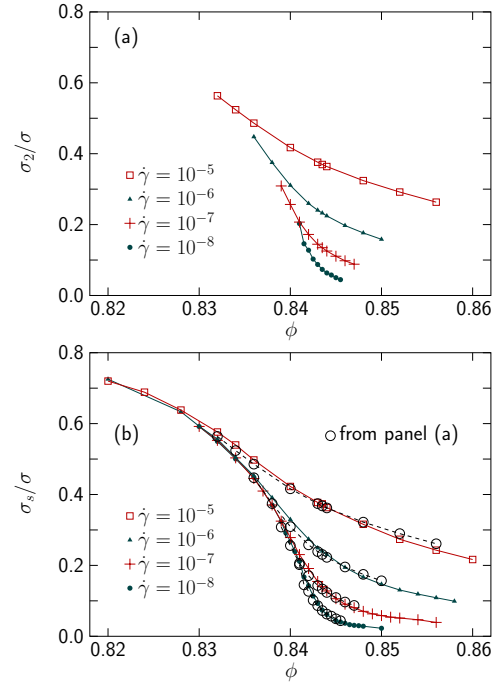 0.8
(a)
0.6
σ₂/σ
0.4
γ̇ = 10⁻⁵
γ̇ = 10⁻⁶
0.2
γ̇ = 10⁻⁷
γ̇ = 10⁻⁸
0.0
0.82 0.83 0.84 0.85 0.86
ϕ
0.8
0.6
(b) from panel (a)
σₛ/σ
0.4
γ̇ = 10⁻⁵
γ̇ = 10⁻⁶
0.2
γ̇ = 10⁻⁷
γ̇ = 10⁻⁸
0.0
0.82 0.83 0.84 0.85 0.86
ϕ